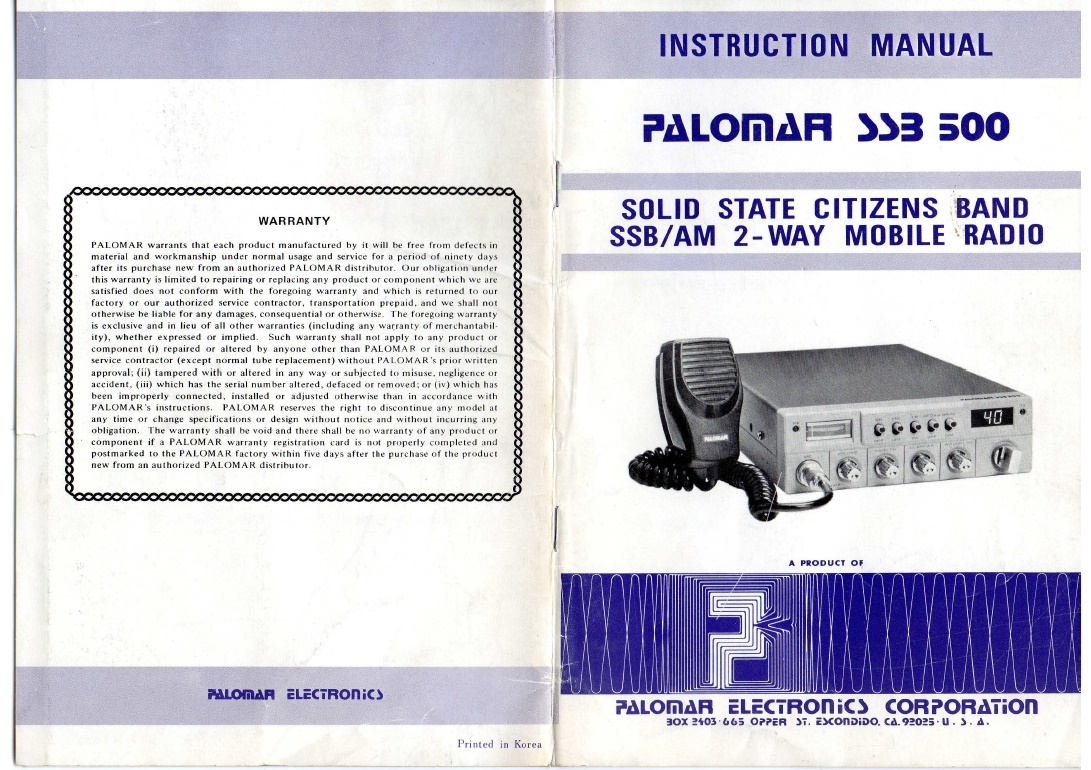 WARRANTY
PALOMAR warrants that each product manufactured by it will be free from defects in
material and workmanship under normal usage and service for a period of ninety days
after its purchase new from an authorized PALOMAR distributor. Our obligation under
this warranty is limited to repairing or replacing any product or component which we are
satisfied does not conform with the foregoing warranty and which is returned to our
factory or our authorized service contractor, transportation prepaid, and we shall not
otherwise be liable for any damages, consequential or otherwise. The foregoing warranty
is exclusive and in lieu of all other warranties (including any warranty of merchantabil-
ity), whether expressed or implied. Such warranty shall not apply to any product or
component (i) repaired or altered by anyone other than PALOMAR or its authorized
service contractor (except normal tube replacement) without PALOMAR's prior written
approval; (ii) tampered with or altered in any way or subjected to misuse, negligence or
accident, (iii) which has the serial number altered, defaced or removed; or (iv) which has
been improperly connected, installed or adjusted otherwise than in accordance with
PALOMAR's instructions. PALOMAR reserves the right to discontinue any model at
any time or change specifications or design without notice and without incurring any
obligation. The warranty shall be void and there shall be no warranty of any product or
component if a PALOMAR warranty registration card is not properly completed and
postmarked to the PALOMAR factory within five days after the purchase of the product
new from an authorized PALOMAR distributor.
PALOMAR ELECTRONICS
Printed in Korea
INSTRUCTION MANUAL
PALOMAR SSB 500
SOLID STATE CITIZENS BAND
SSB/AM 2-WAY MOBILE RADIO
PALOMAR
40
A PRODUCT OF
PALOMAR ELECTRONICS CORPORATION
BOX 2403·665 OPPER ST. ESCONDIDO, CA. 92025·U.S.A.